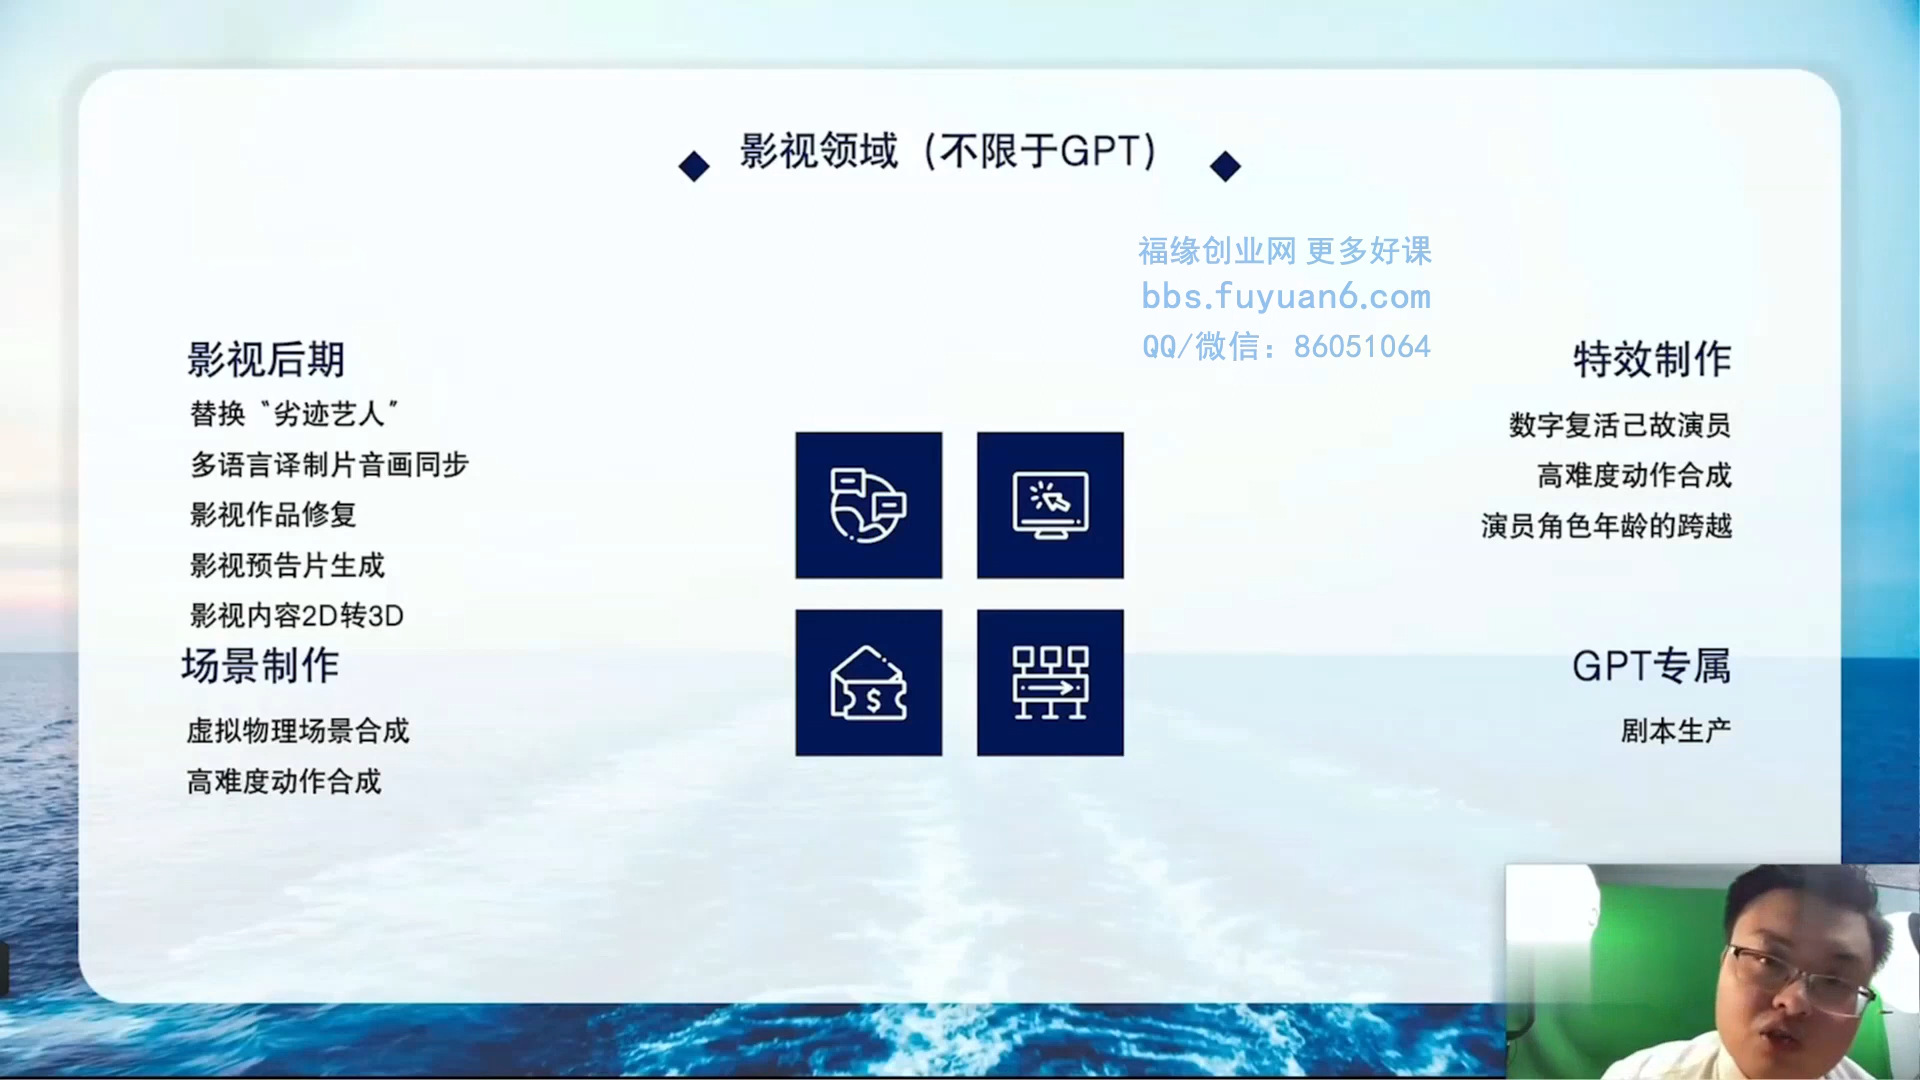 影视领域（不限于GPT）
福缘创业网 更多好课
bbs.fuyuan6.com
QQ/微信：86051064
影视后期
替换“劣迹艺人”
多语言译制片音画同步
影视作品修复
影视预告片生成
影视内容2D转3D
场景制作
虚拟物理场景合成
高难度动作合成
特效制作
数字复活己故演员
高难度动作合成
演员角色年龄的跨越
GPT专属
剧本生产
$